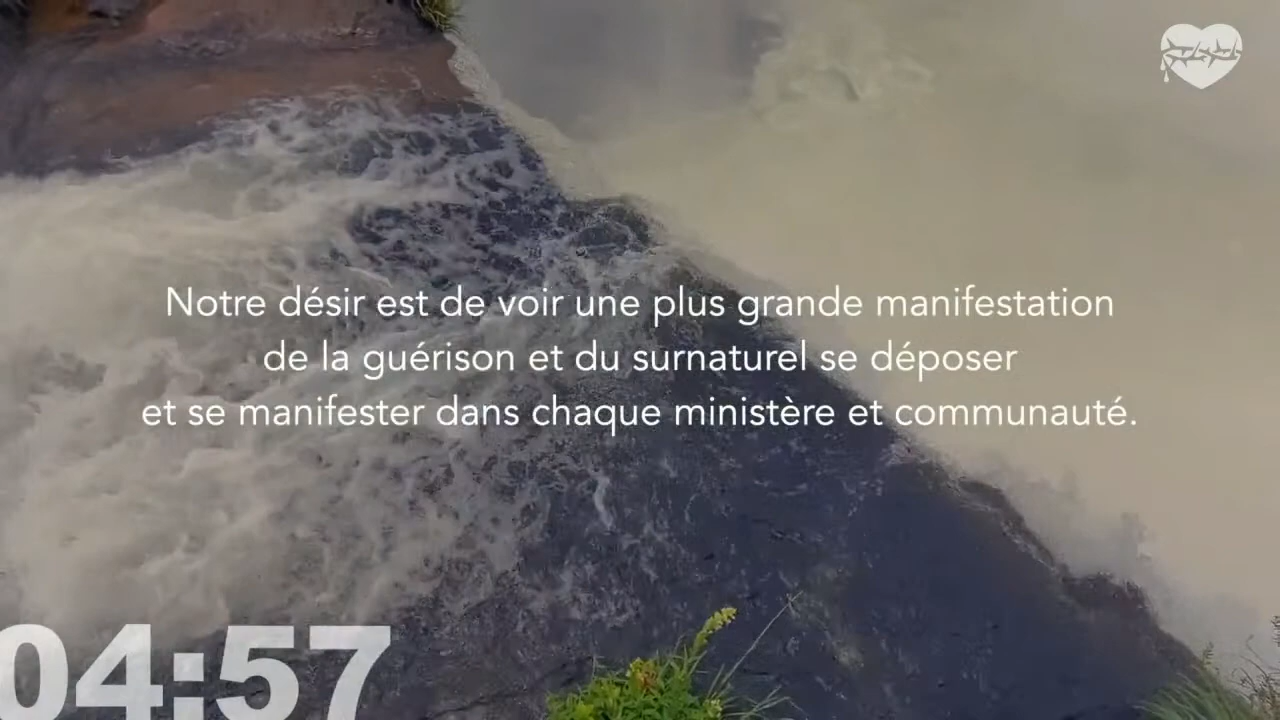 Notre désir est de voir une plus grande manifestation
de la guérison et du surnaturel se déposer
et se manifester dans chaque ministère et communauté.
04:57